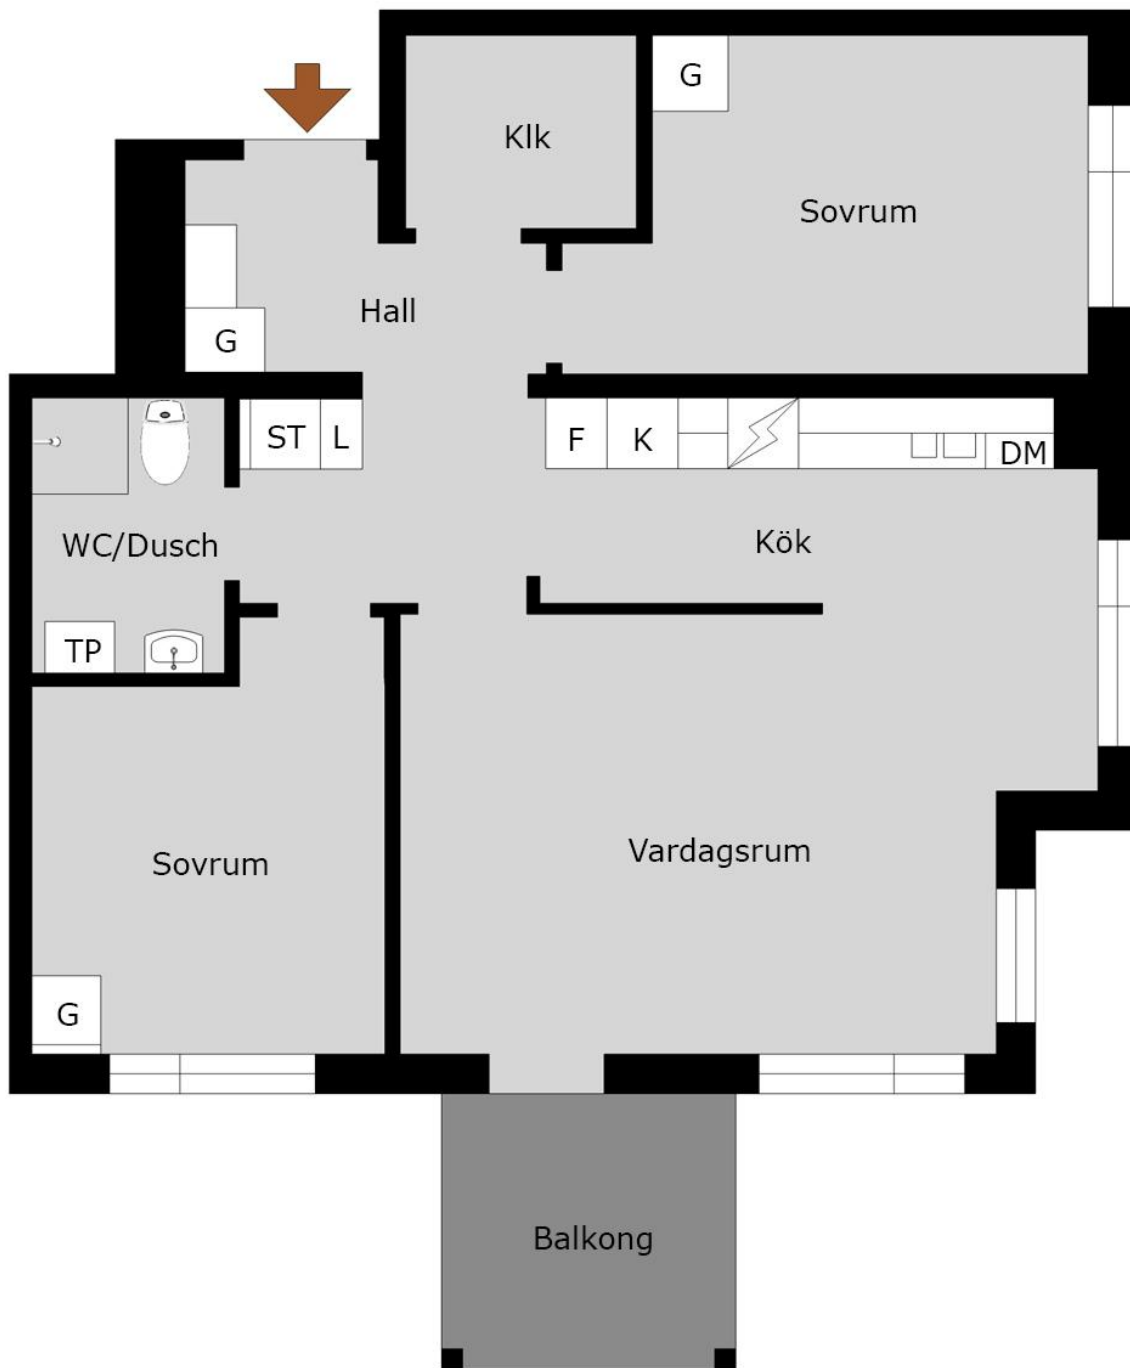 G
Klk
Sovrum
Hall
G
ST
L
F
K
DM
WC/Dusch
Kök
TP
Sovrum
Vardagsrum
G
Balkong